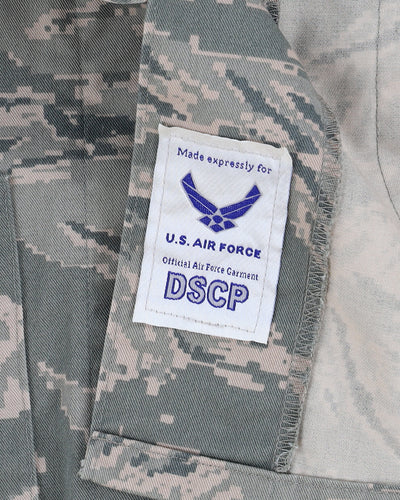 Made expressly for
U.S. AIR FORCE
Official Air Force Garment
DSCP